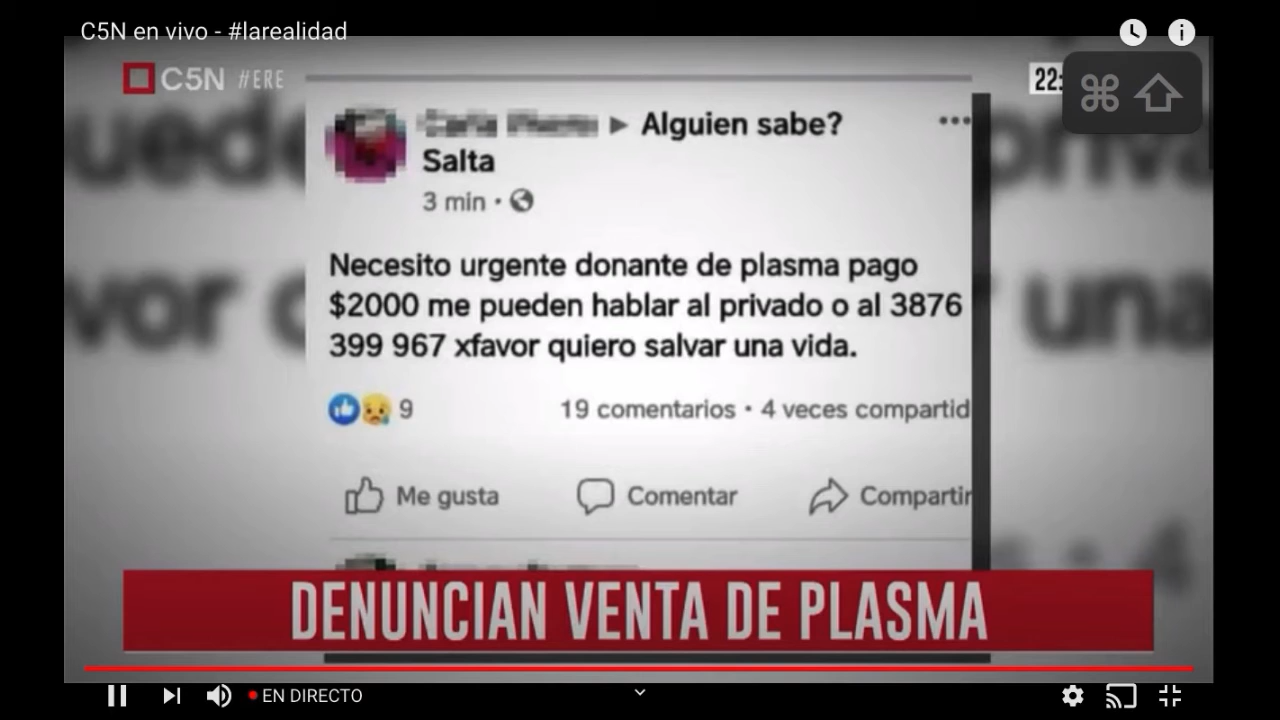 C5N en vivo - #larealidad
C5N #ERE
22:
Alguien sabe?
Salta
3 min
Necesito urgente donante de plasma pago
$2000 me pueden hablar al privado o al 3876
399 967 xfavor quiero salvar una vida.
9
19 comentarios • 4 veces compartid
Me gusta
Comentar
Compartir
DENUNCIAN VENTA DE PLASMA
EN DIRECTO